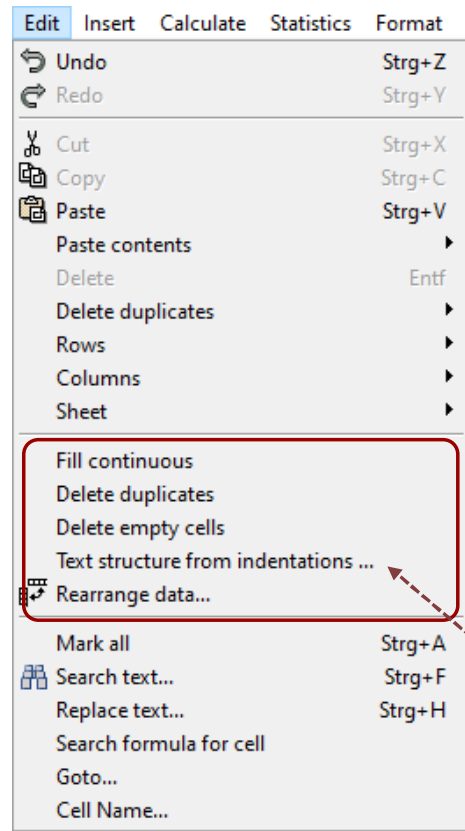 Edit Insert Calculate Statistics Format
Undo Strg+Z
Redo Strg+Y
Cut Strg+X
Copy Strg+C
Paste Strg+V
Paste contents
Delete Entf
Delete duplicates
Rows
Columns
Sheet
Fill continuous
Delete duplicates
Delete empty cells
Text structure from indentations ...
Rearrange data...
Mark all Strg+A
Search text... Strg+F
Replace text... Strg+H
Search formula for cell
Goto...
Cell Name...